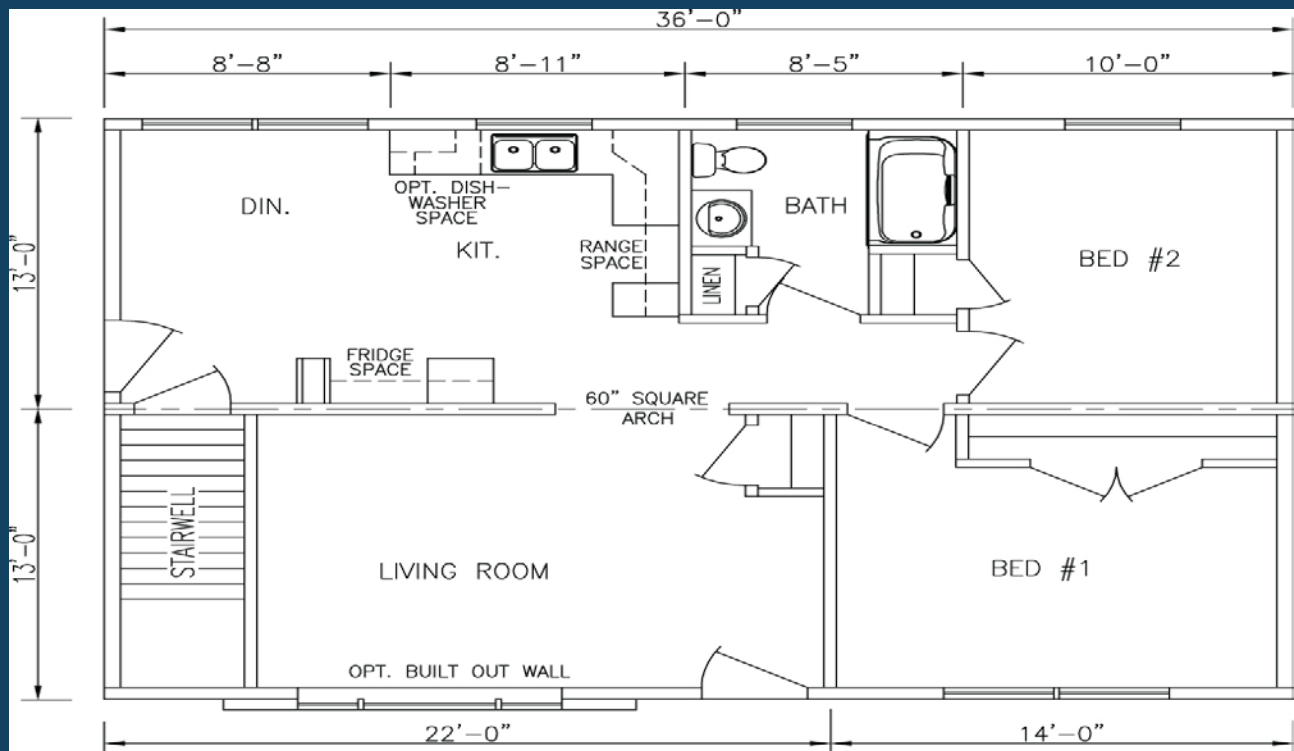 36'-0"
8'-8"
8'-11"
8'-5"
10'-0"
13'-0"
DIN.
OPT. DISH-
WASHER
SPACE
KIT.
RANGE
SPACE
BATH
LINEN
BED #2
FRIDGE
SPACE
60" SQUARE
ARCH
13'-0"
STAIRWELL
LIVING ROOM
BED #1
OPT. BUILT OUT WALL
22'-0"
14'-0"